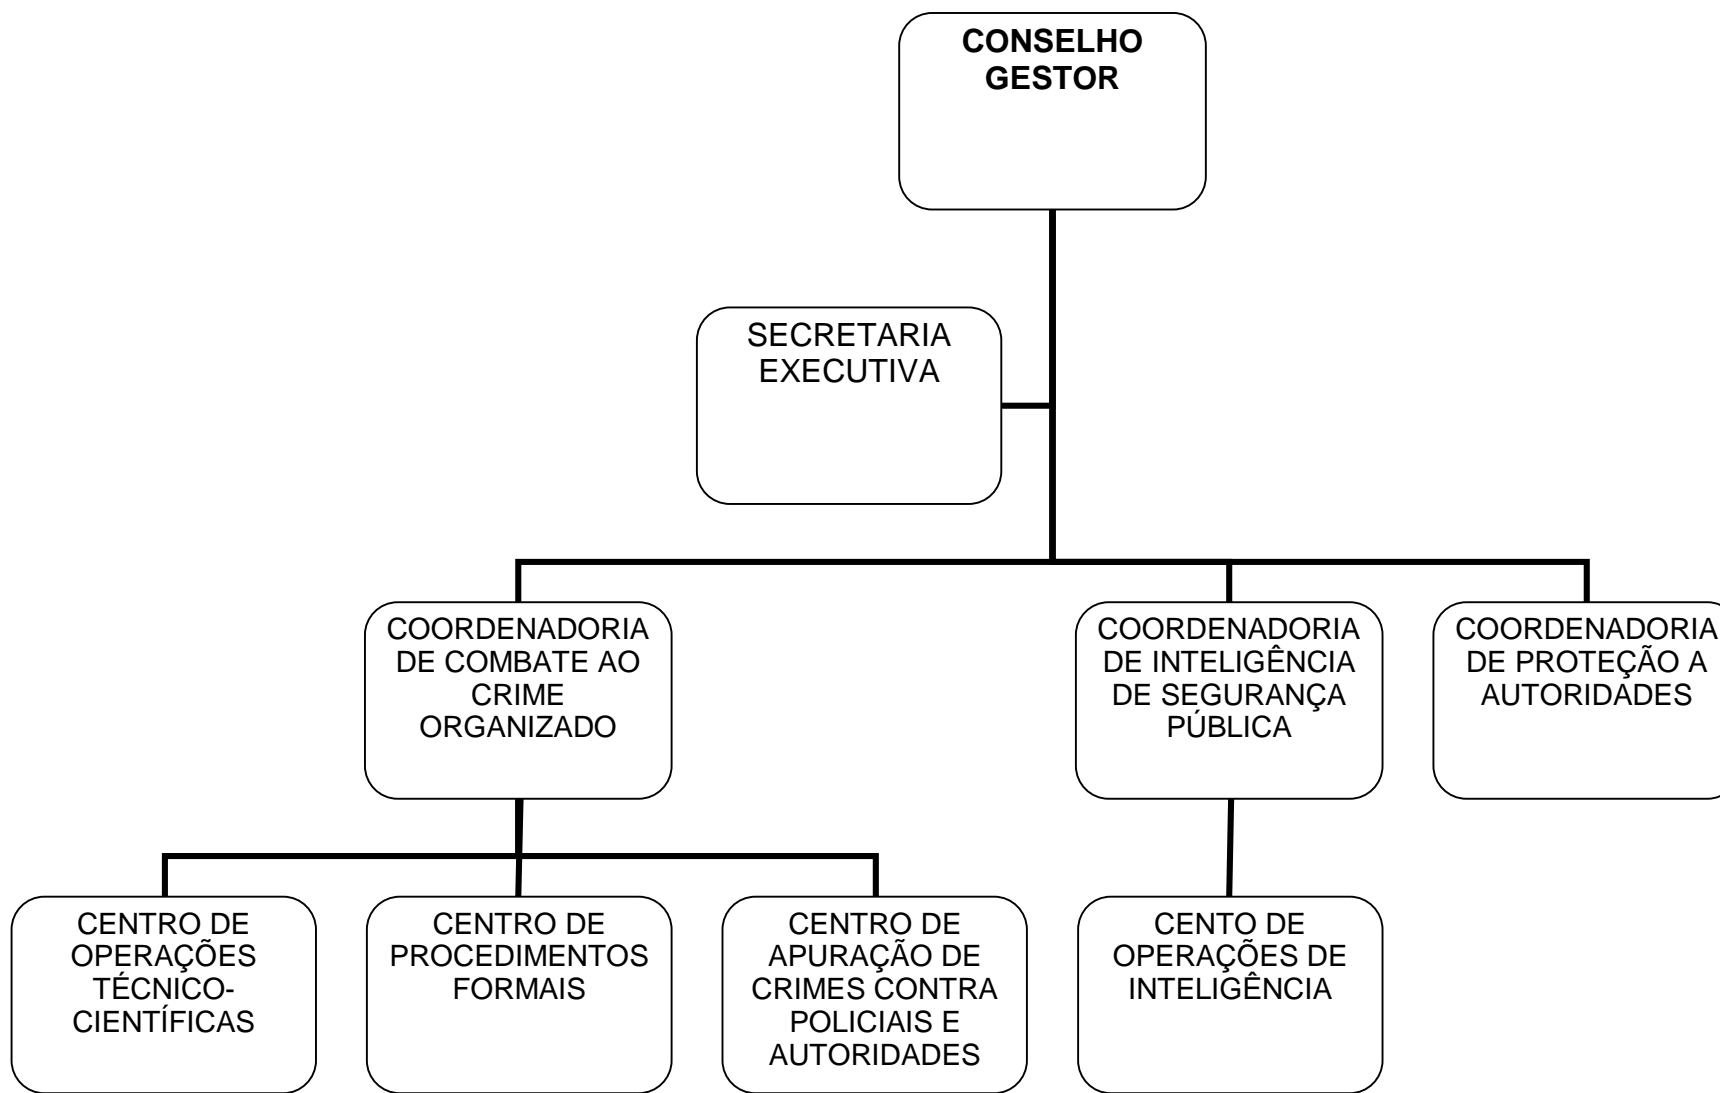 CONSELHO
GESTOR
SECRETARIA
EXECUTIVA
COORDENADORIA
DE COMBATE AO
CRIME
ORGANIZADO
COORDENADORIA
DE INTELIGÊNCIA
DE SEGURANÇA
PÚBLICA
COORDENADORIA
DE PROTEÇÃO A
AUTORIDADES
CENTRO DE
OPERAÇÕES
TÉCNICO-
CIENTÍFICAS
CENTRO DE
PROCEDIMENTOS
FORMAIS
CENTRO DE
APURAÇÃO DE
CRIMES CONTRA
POLICIAIS E
AUTORIDADES
CENTO DE
OPERAÇÕES DE
INTELIGÊNCIA